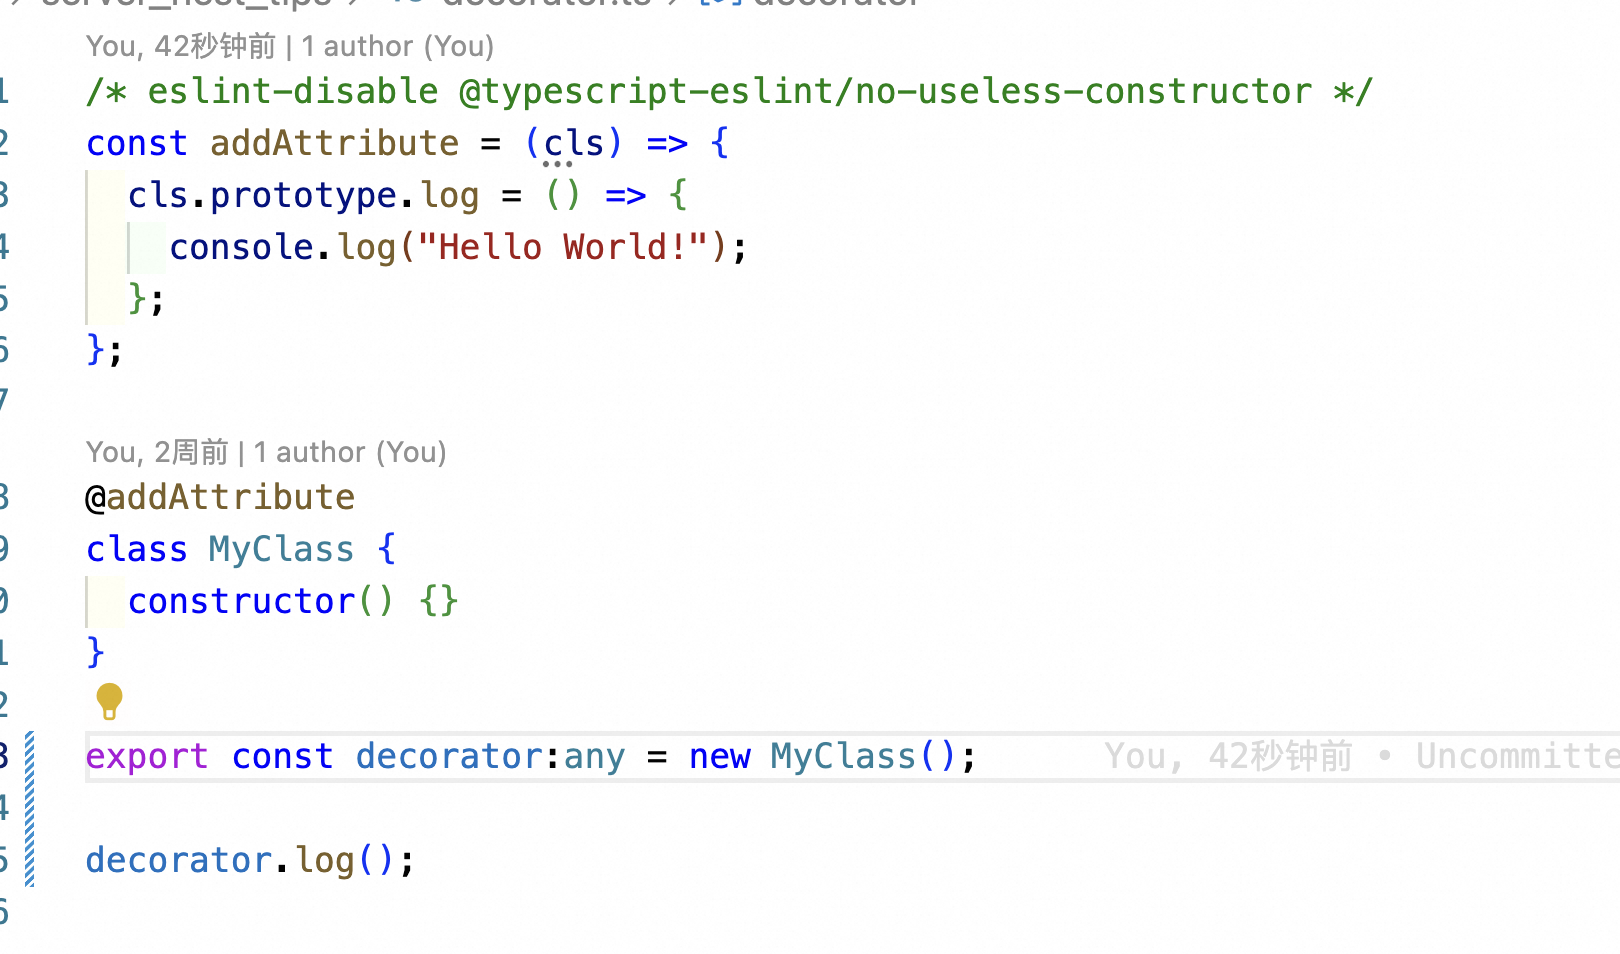 You, 42秒钟前 | 1 author (You)
1 /* eslint-disable @typescript-eslint/no-useless-constructor */
2 const addAttribute = (cls) => {
3 cls.prototype.log = () => {
4 console.log("Hello World!");
5 };
6 };
7
You, 2周前 | 1 author (You)
8 @addAttribute
9 class MyClass {
0 constructor() {}
1 }
2
3 export const decorator:any = new MyClass(); You, 42秒钟前 • Uncommitte
4
5 decorator.log();
6